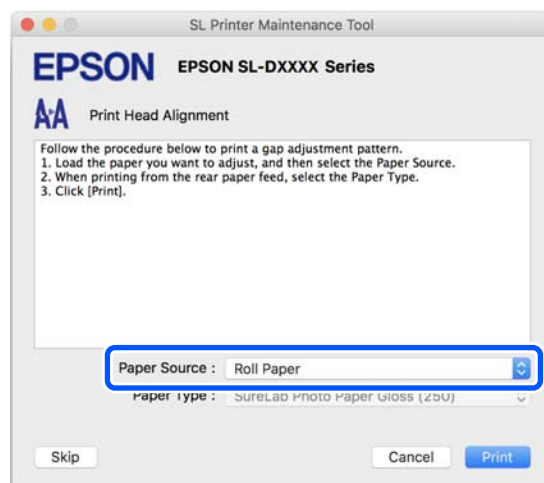 SL Printer Maintenance Tool
EPSON EPSON SL-DXXXX Series
Print Head Alignment
Follow the procedure below to print a gap adjustment pattern.
1. Load the paper you want to adjust, and then select the Paper Source.
2. When printing from the rear paper feed, select the Paper Type.
3. Click [Print].
Paper Source : Roll Paper
Paper Type : SureLab Photo Paper Gloss (250)
Skip Cancel Print